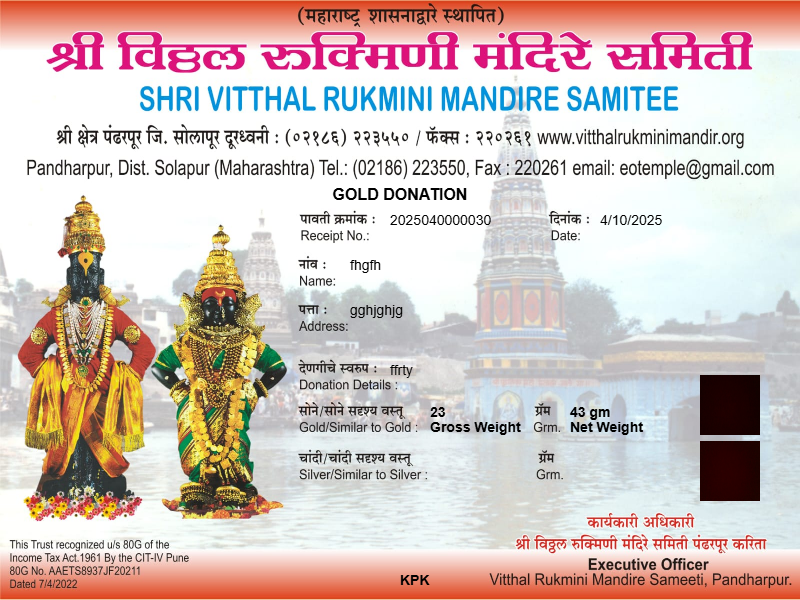 (महाराष्ट्र शासनाद्वारे स्थापित)
श्री विठ्ठल रुक्मिणी मंदिरे समिती
SHRI VITTHAL RUKMINI MANDIRE SAMITEE
श्री क्षेत्र पंढरपूर जि. सोलापूर दूरध्वनी : (०२१८६) २२३५५० / फॅक्स : २२०२६१ www.vitthalrukminimandir.org
Pandharpur, Dist. Solapur (Maharashtra) Tel.: (02186) 223550, Fax : 220261 email: eotemple@gmail.com
GOLD DONATION
पावती क्रमांक : 2025040000030 दिनांक : 4/10/2025
Receipt No.: Date:
नांव : fhgfh
Name:
पत्ता : gghjghjg
Address:
देणगीचे स्वरुप : ffrty
Donation Details :
सोने/सोने सदृश्य वस्तू 23 ग्रॅम 43 gm
Gold/Similar to Gold : Gross Weight Grm. Net Weight
चांदी/चांदी सदृश्य वस्तू ग्रॅम
Silver/Similar to Silver : Grm.
कार्यकारी अधिकारी
श्री विठ्ठल रुक्मिणी मंदिरे समिती पंढरपूर करिता
Executive Officer
Vitthal Rukmini Mandire Sameeti, Pandharpur.
This Trust recognized u/s 80G of the
Income Tax Act.1961 By the CIT-IV Pune
80G No. AAETS8937JF20211
Dated 7/4/2022
KPK